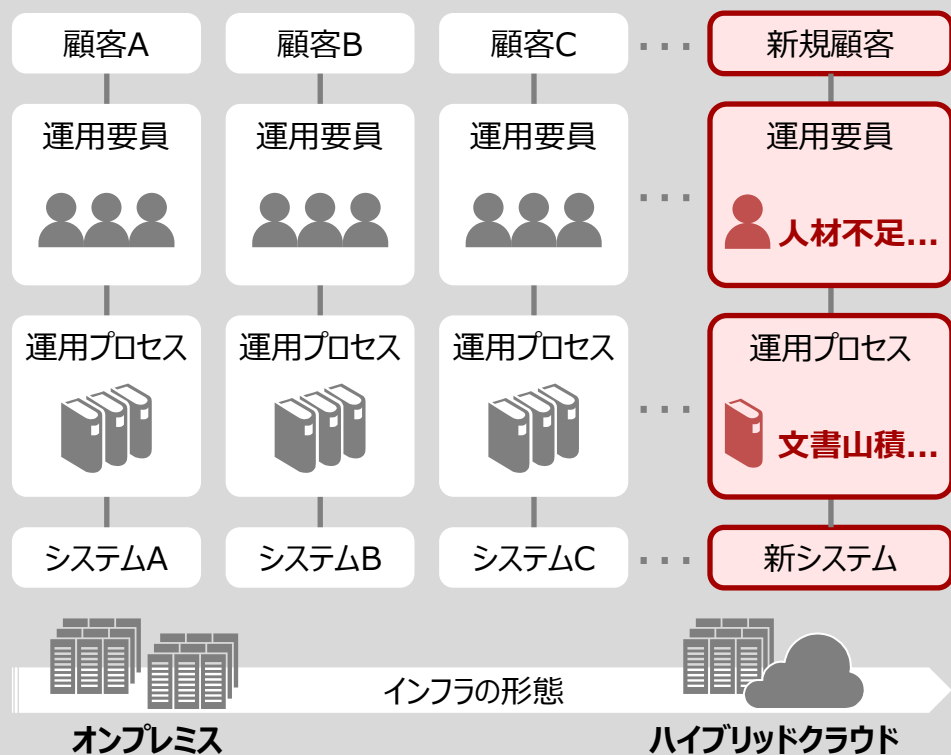 顧客A
顧客B
顧客C
・・・
新規顧客
運用要員
運用要員
運用要員
・・・
運用要員
人材不足...
運用プロセス
運用プロセス
運用プロセス
・・・
運用プロセス
文書山積...
システムA
システムB
システムC
・・・
新システム
インフラの形態
オンプレミス
ハイブリッドクラウド